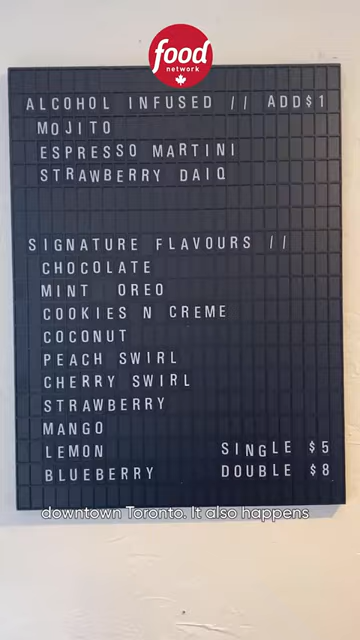 food
network
ALCOHOL INFUSED // ADD $1
MOJITO
ESPRESSO MARTINI
STRAWBERRY DAIQ
SIGNATURE FLAVOURS //
CHOCOLATE
MINT OREO
COOKIES N CREME
COCONUT
PEACH SWIRL
CHERRY SWIRL
STRAWBERRY
MANGO
LEMON SINGLE $5
BLUEBERRY DOUBLE $8
downtown Toronto. It also happens